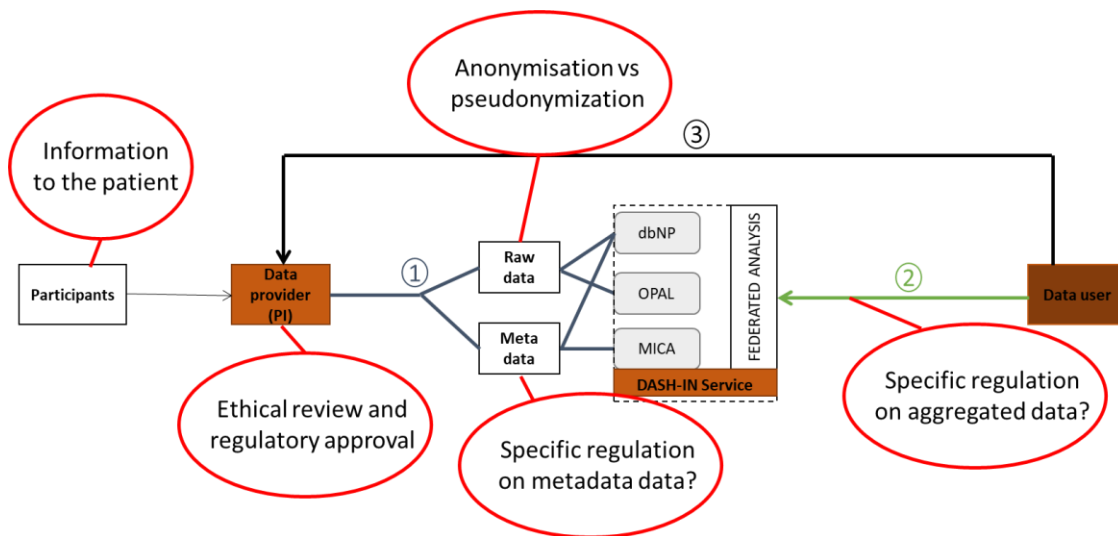 Anonymisation vs
pseudonymization
③
Information
to the patient
dbNP
Raw
data
①
Data
provider
(PI)
Participants
OPAL
FEDERATED ANALYSIS
②
Data user
Meta
data
MICA
DASH-IN Service
Ethical review and
regulatory approval
Specific regulation
on metadata data?
Specific regulation
on aggregated data?